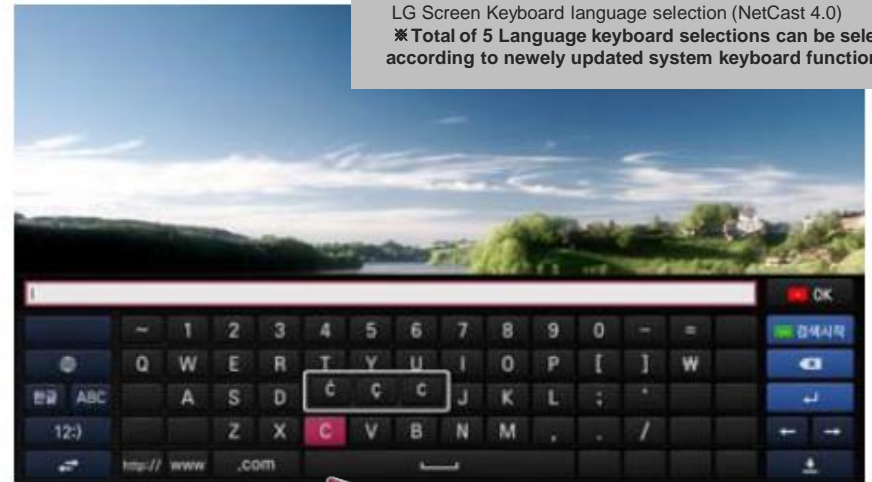 LG Screen Keyboard language selection (NetCast 4.0)
※Total of 5 Language keyboard selections can be sele
according to newely updated system keyboard function
OK
~ 1 2 3 4 5 6 7 8 9 0 - = 검색시작
Q W E R T Y U I O P [ ] ₩
한글 ABC A S D ć ç c J K L ; '
12:) Z X C V B N M , . /
http:// www .com